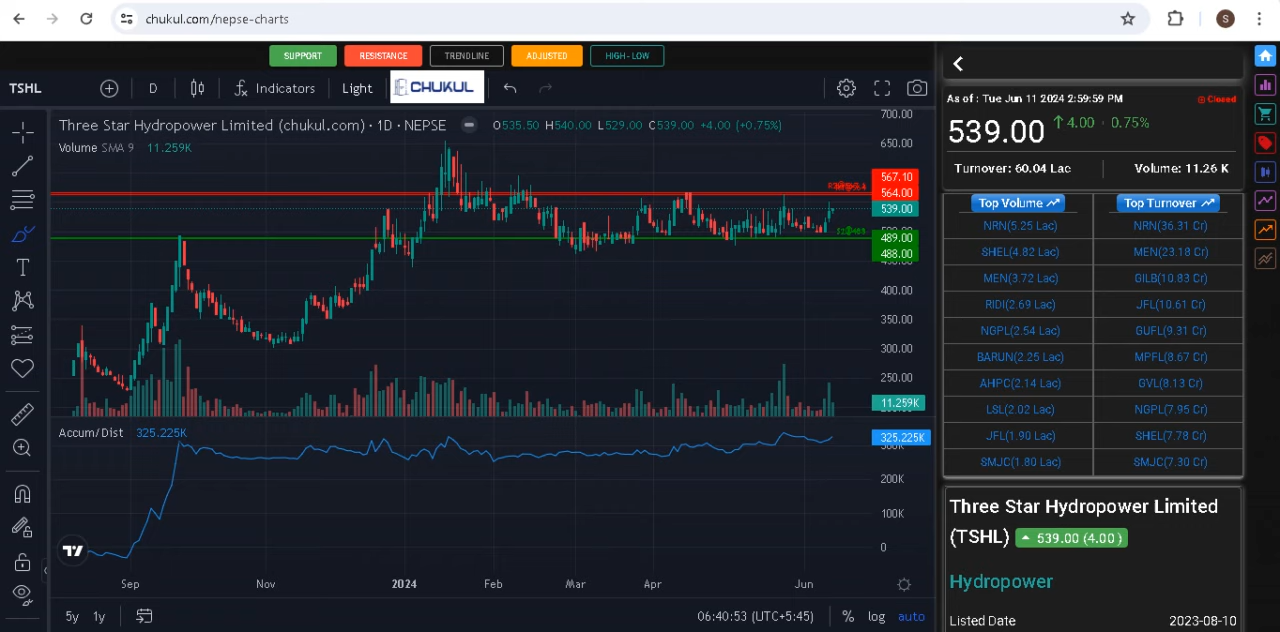 chukul.com/nepse-charts
S
SUPPORT
RESISTANCE
TRENDLINE
ADJUSTED
HIGH-LOW
TSHL
D
Indicators
Light
CHUKUL
Three Star Hydropower Limited (chukul.com) · 1D · NEPSE
O535.50 H540.00 L529.00 C539.00 +4.00 (+0.75%)
Volume SMA 9 11.259K
700.00
650.00
567.10
564.00
539.00
489.00
488.00
400.00
350.00
300.00
250.00
11.259K
Accum/Dist 325.225K
325.225K
200K
100K
0
Sep
Nov
2024
Feb
Mar
Apr
Jun
5y
1y
06:40:53 (UTC+5:45)
%
log
auto
As of : Tue Jun 11 2024 2:59:59 PM
Closed
539.00
4.00 · 0.75%
Turnover: 60.04 Lac
Volume: 11.26 K
Top Volume
Top Turnover
NRN(5.25 Lac)
NRN(36.31 Cr)
SHEL(4.82 Lac)
MEN(23.18 Cr)
MEN(3.72 Lac)
GILB(10.83 Cr)
RIDI(2.69 Lac)
JFL(10.61 Cr)
NGPL(2.54 Lac)
GUFL(9.31 Cr)
BARUN(2.25 Lac)
MPFL(8.67 Cr)
AHPC(2.14 Lac)
GVL(8.13 Cr)
LSL(2.02 Lac)
NGPL(7.95 Cr)
JFL(1.90 Lac)
SHEL(7.78 Cr)
SMJC(1.80 Lac)
SMJC(7.30 Cr)
Three Star Hydropower Limited
(TSHL) 539.00 (4.00 )
Hydropower
Listed Date
2023-08-10